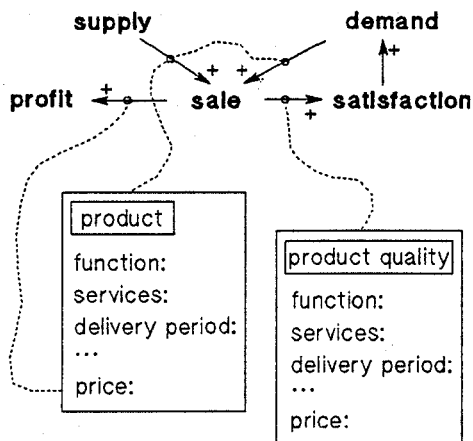 supply demand
+
+ +
+
profit sale satisfaction
+
product
function:
services:
delivery period:
...
price:
product quality
function:
services:
delivery period:
...
price: